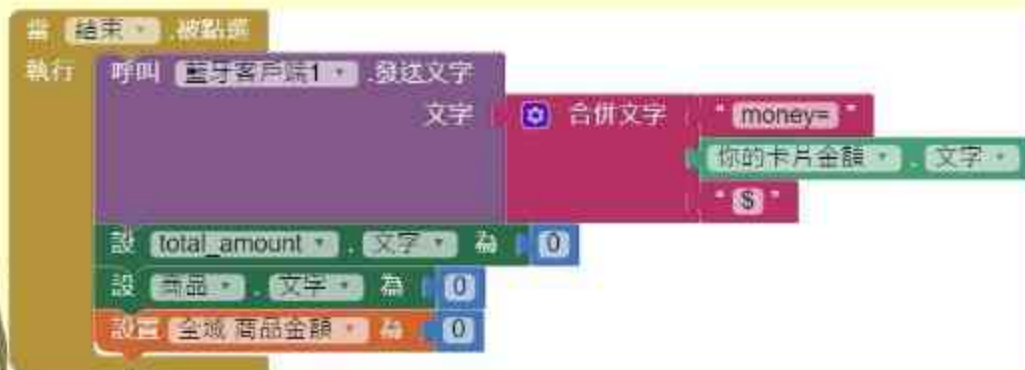 當 結束 .被點選
執行 呼叫 藍牙客戶端1 .發送文字
文字 合併文字 " money= "
你的卡片金額 . 文字
" $ "
設 total_amount . 文字 為 0
設 商品 . 文字 為 0
設置 全域 商品金額 為 0